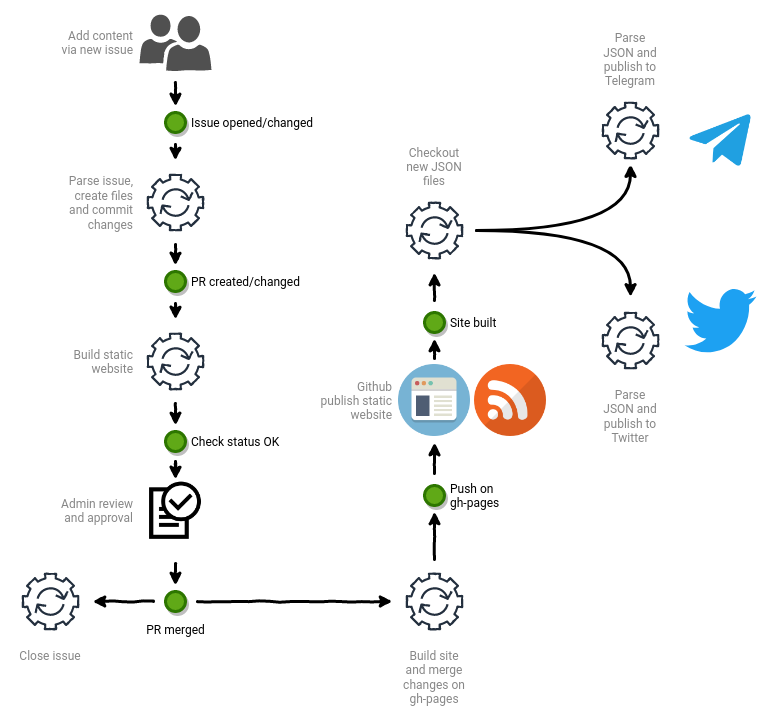 Add content
via new issue
Issue opened/changed
Parse issue,
create files
and commit
changes
PR created/changed
Build static
website
Check status OK
Admin review
and approval
PR merged
Close issue
Build site
and merge
changes on
gh-pages
Push on
gh-pages
Github
publish static
website
Site built
Checkout
new JSON
files
Parse
JSON and
publish to
Telegram
Parse
JSON and
publish to
Twitter